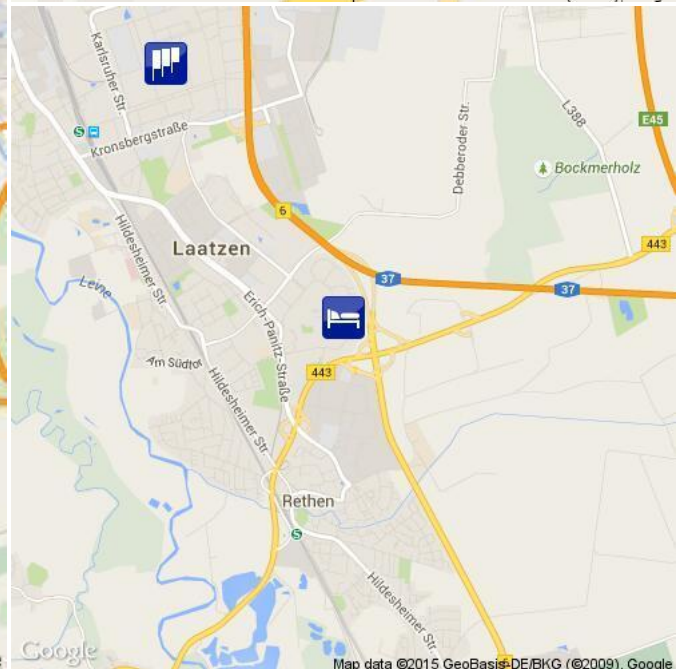 Karlsruher Str.
S
Kronsbergstraße
Debberoder Str.
L388
E45
Bockmerholz
6
443
Laatzen
Hildesheimer Str.
Leine
37
37
Erich-Panitz-Straße
Am Südtor
443
Hildesheimer Str.
Rethen
S
Hildesheimer Str.
6
Google
Map data ©2015 GeoBasis-DE/BKG (©2009), Google